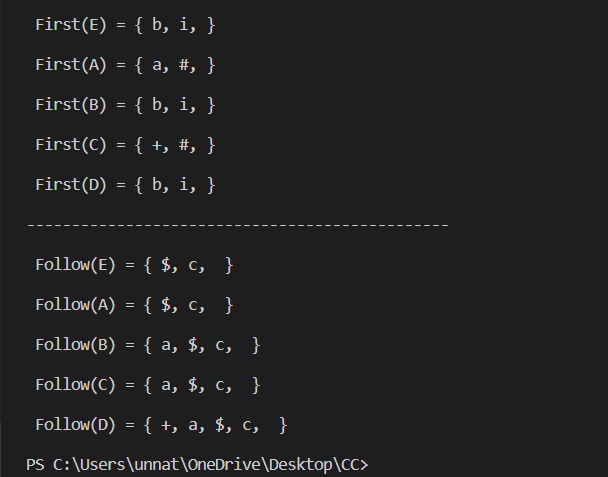 First(E) = { b, i, }
First(A) = { a, #, }
First(B) = { b, i, }
First(C) = { +, #, }
First(D) = { b, i, }
-----------------------------------------------
Follow(E) = { $, c,  }
Follow(A) = { $, c,  }
Follow(B) = { a, $, c,  }
Follow(C) = { a, $, c,  }
Follow(D) = { +, a, $, c,  }
PS C:\Users\unnat\OneDrive\Desktop\CC>